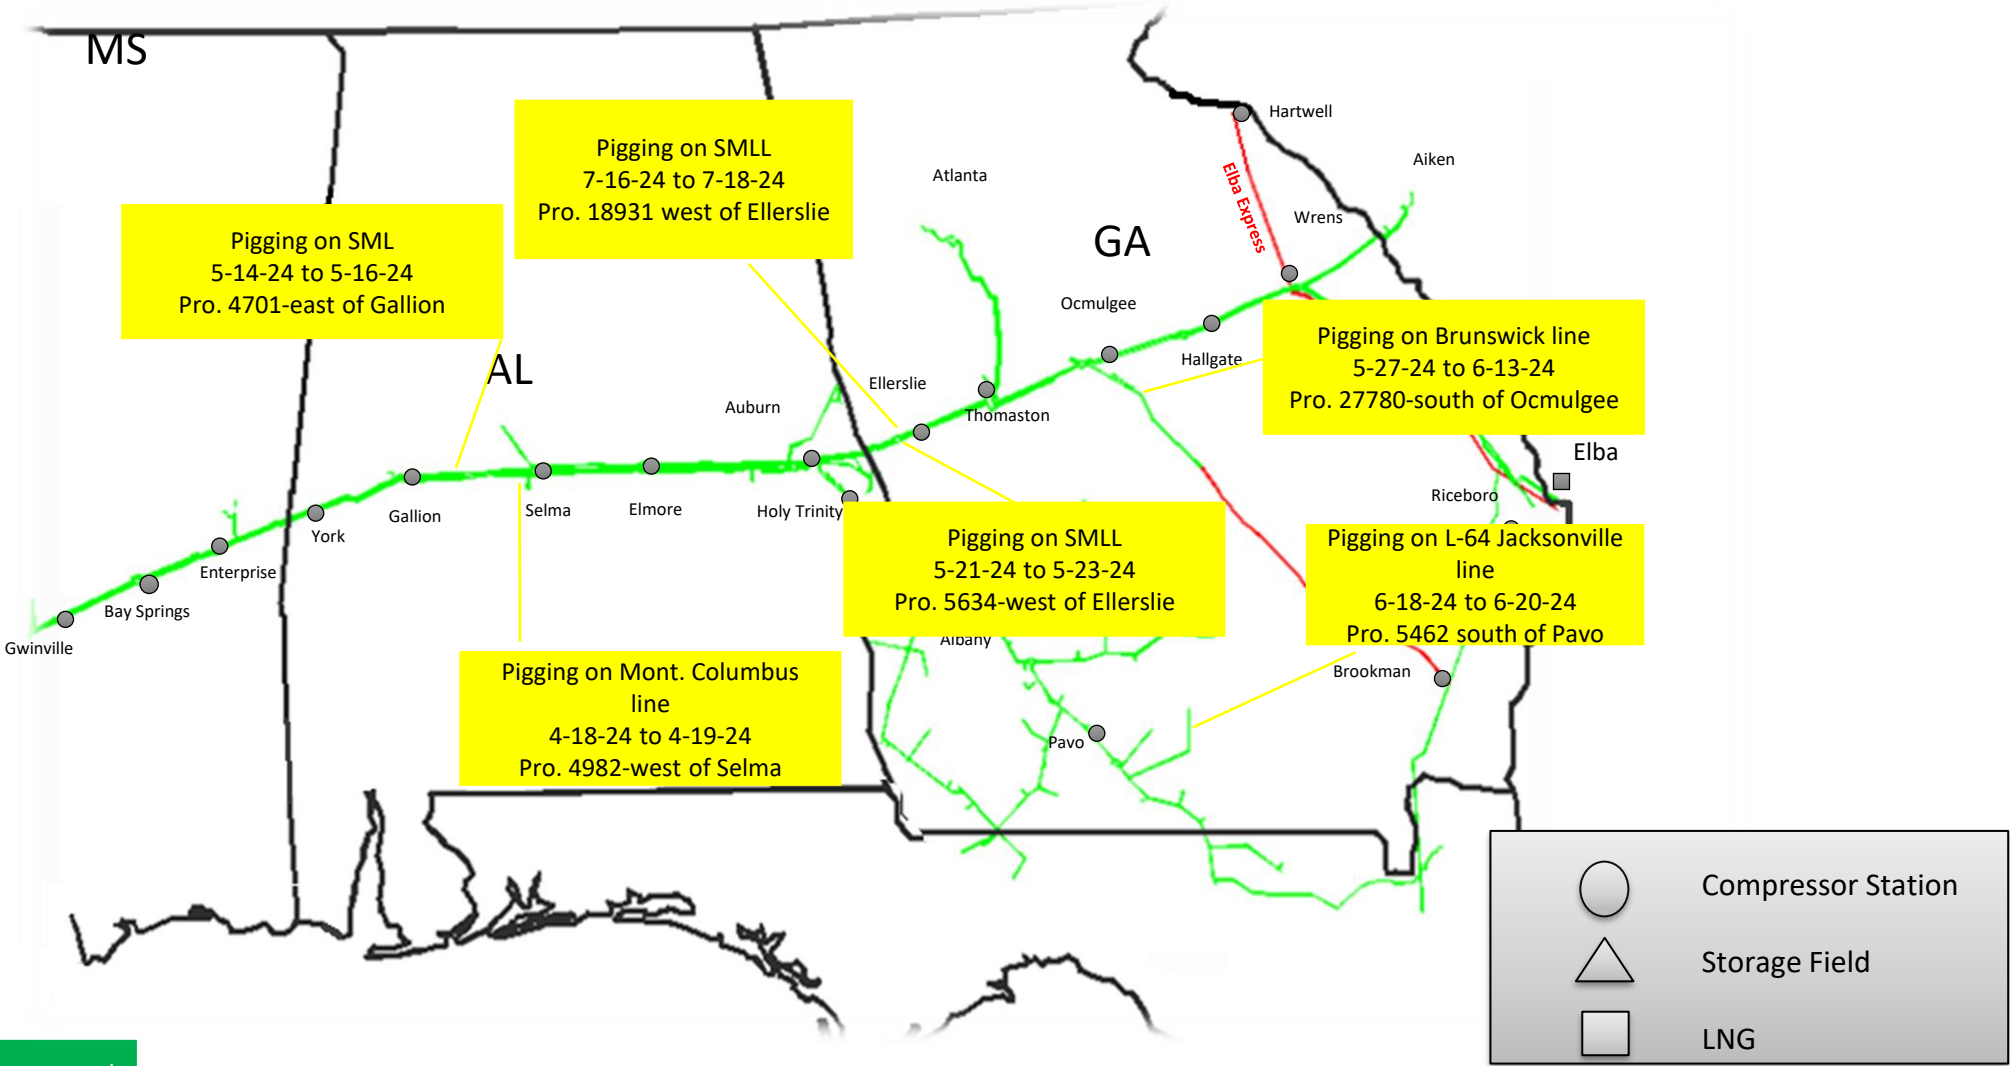 MS
Hartwell
Aiken
Atlanta
Elba Express
Wrens
GA
Pigging on SMLL
7-16-24 to 7-18-24
Pro. 18931 west of Ellerslie
Pigging on SML
5-14-24 to 5-16-24
Pro. 4701-east of Gallion
AL
Ocmulgee
Hallgate
Pigging on Brunswick line
5-27-24 to 6-13-24
Pro. 27780-south of Ocmulgee
Ellerslie
Auburn
Thomaston
Elba
Riceboro
Gallion
Selma
Elmore
Holy Trinity
York
Enterprise
Bay Springs
Gwinville
Pigging on SMLL
5-21-24 to 5-23-24
Pro. 5634-west of Ellerslie
Pigging on L-64 Jacksonville
line
6-18-24 to 6-20-24
Pro. 5462 south of Pavo
Albany
Brookman
Pigging on Mont. Columbus
line
4-18-24 to 4-19-24
Pro. 4982-west of Selma
Pavo
Compressor Station
Storage Field
LNG